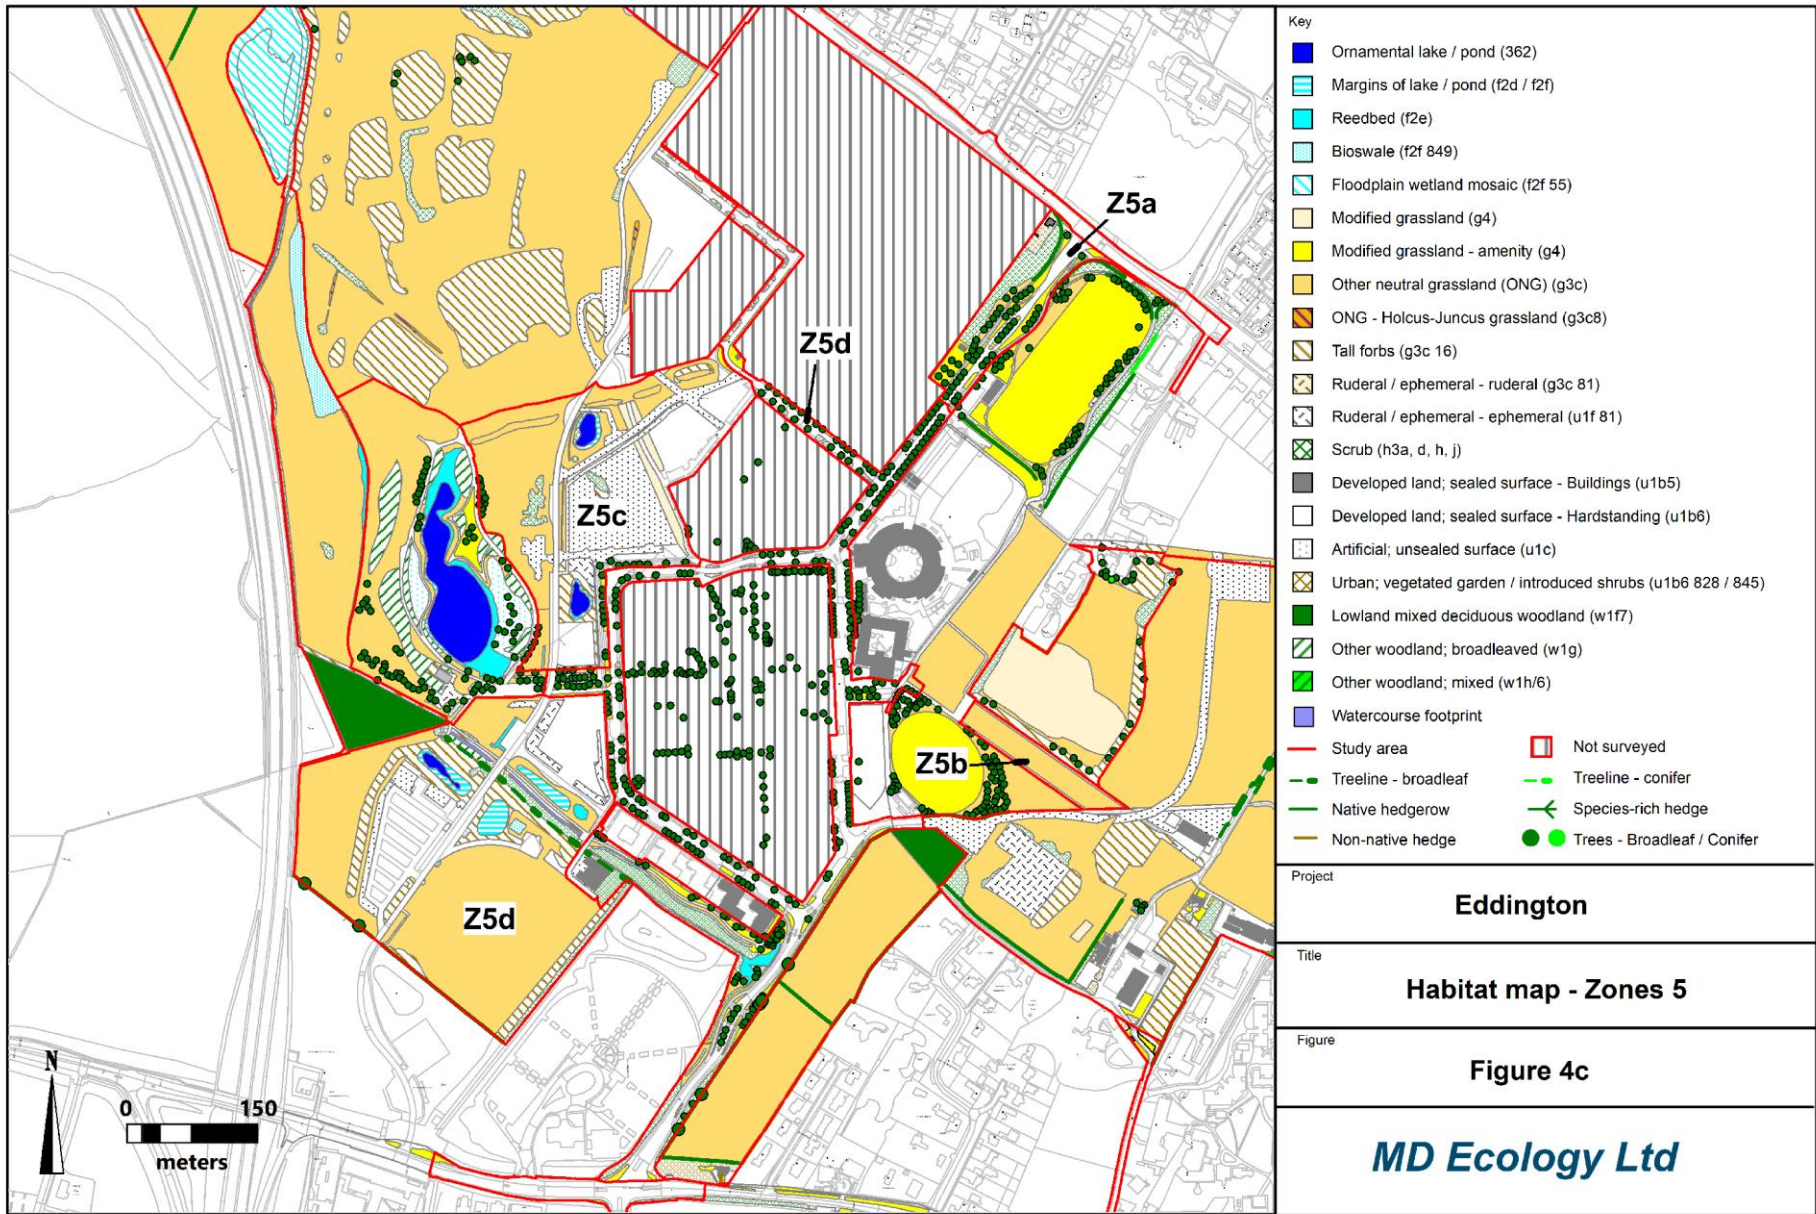 Z5a
Z5d
Z5c
Z5b
Z5d
N
0 150
meters
Key
Ornamental lake / pond (362)
Margins of lake / pond (f2d / f2f)
Reedbed (f2e)
Bioswale (f2f 849)
Floodplain wetland mosaic (f2f 55)
Modified grassland (g4)
Modified grassland - amenity (g4)
Other neutral grassland (ONG) (g3c)
ONG - Holcus-Juncus grassland (g3c8)
Tall forbs (g3c 16)
Ruderal / ephemeral - ruderal (g3c 81)
Ruderal / ephemeral - ephemeral (u1f 81)
Scrub (h3a, d, h, j)
Developed land; sealed surface - Buildings (u1b5)
Developed land; sealed surface - Hardstanding (u1b6)
Artificial; unsealed surface (u1c)
Urban; vegetated garden / introduced shrubs (u1b6 828 / 845)
Lowland mixed deciduous woodland (w1f7)
Other woodland; broadleaved (w1g)
Other woodland; mixed (w1h/6)
Watercourse footprint
Study area Not surveyed
Treeline - broadleaf Treeline - conifer
Native hedgerow Species-rich hedge
Non-native hedge Trees - Broadleaf / Conifer
Project
Eddington
Title
Habitat map - Zones 5
Figure
Figure 4c
MD Ecology Ltd